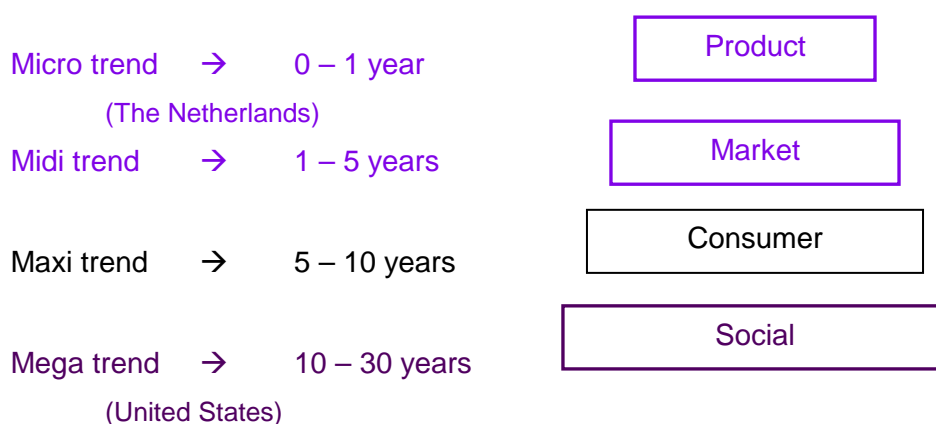 Micro trend → 0 – 1 year Product
(The Netherlands)
Midi trend → 1 – 5 years Market
Maxi trend → 5 – 10 years Consumer
Mega trend → 10 – 30 years Social
(United States)